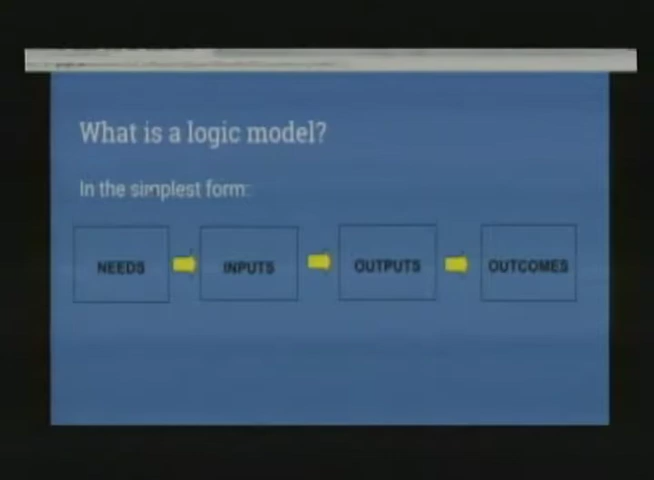 What is a logic model?
In the simplest form:
NEEDS INPUTS OUTPUTS OUTCOMES